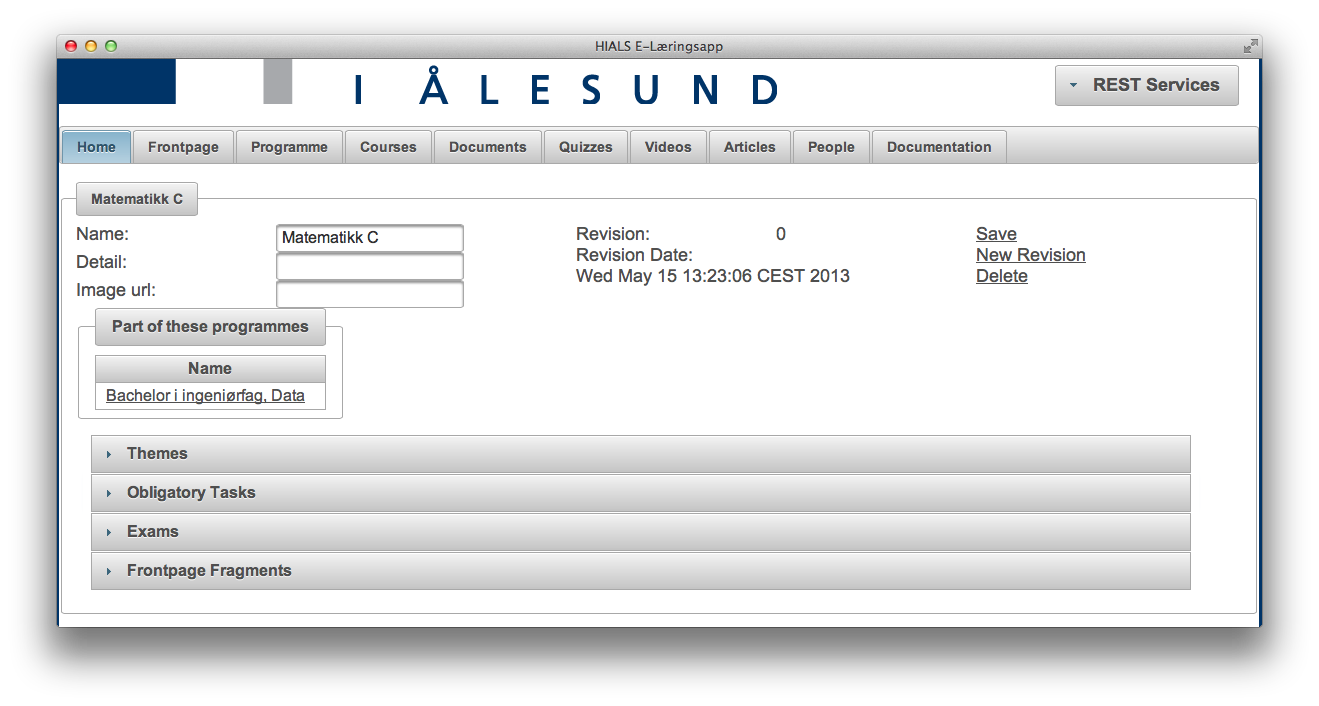 HIALS E-Læringsapp
I ÅLESUND
REST Services
Home Frontpage Programme Courses Documents Quizzes Videos Articles People Documentation
Matematikk C
Name: Matematikk C Revision: 0 Save
Detail: Revision Date: New Revision
Wed May 15 13:23:06 CEST 2013 Delete
Image url:
Part of these programmes
Name
Bachelor i ingeniørfag, Data
Themes
Obligatory Tasks
Exams
Frontpage Fragments